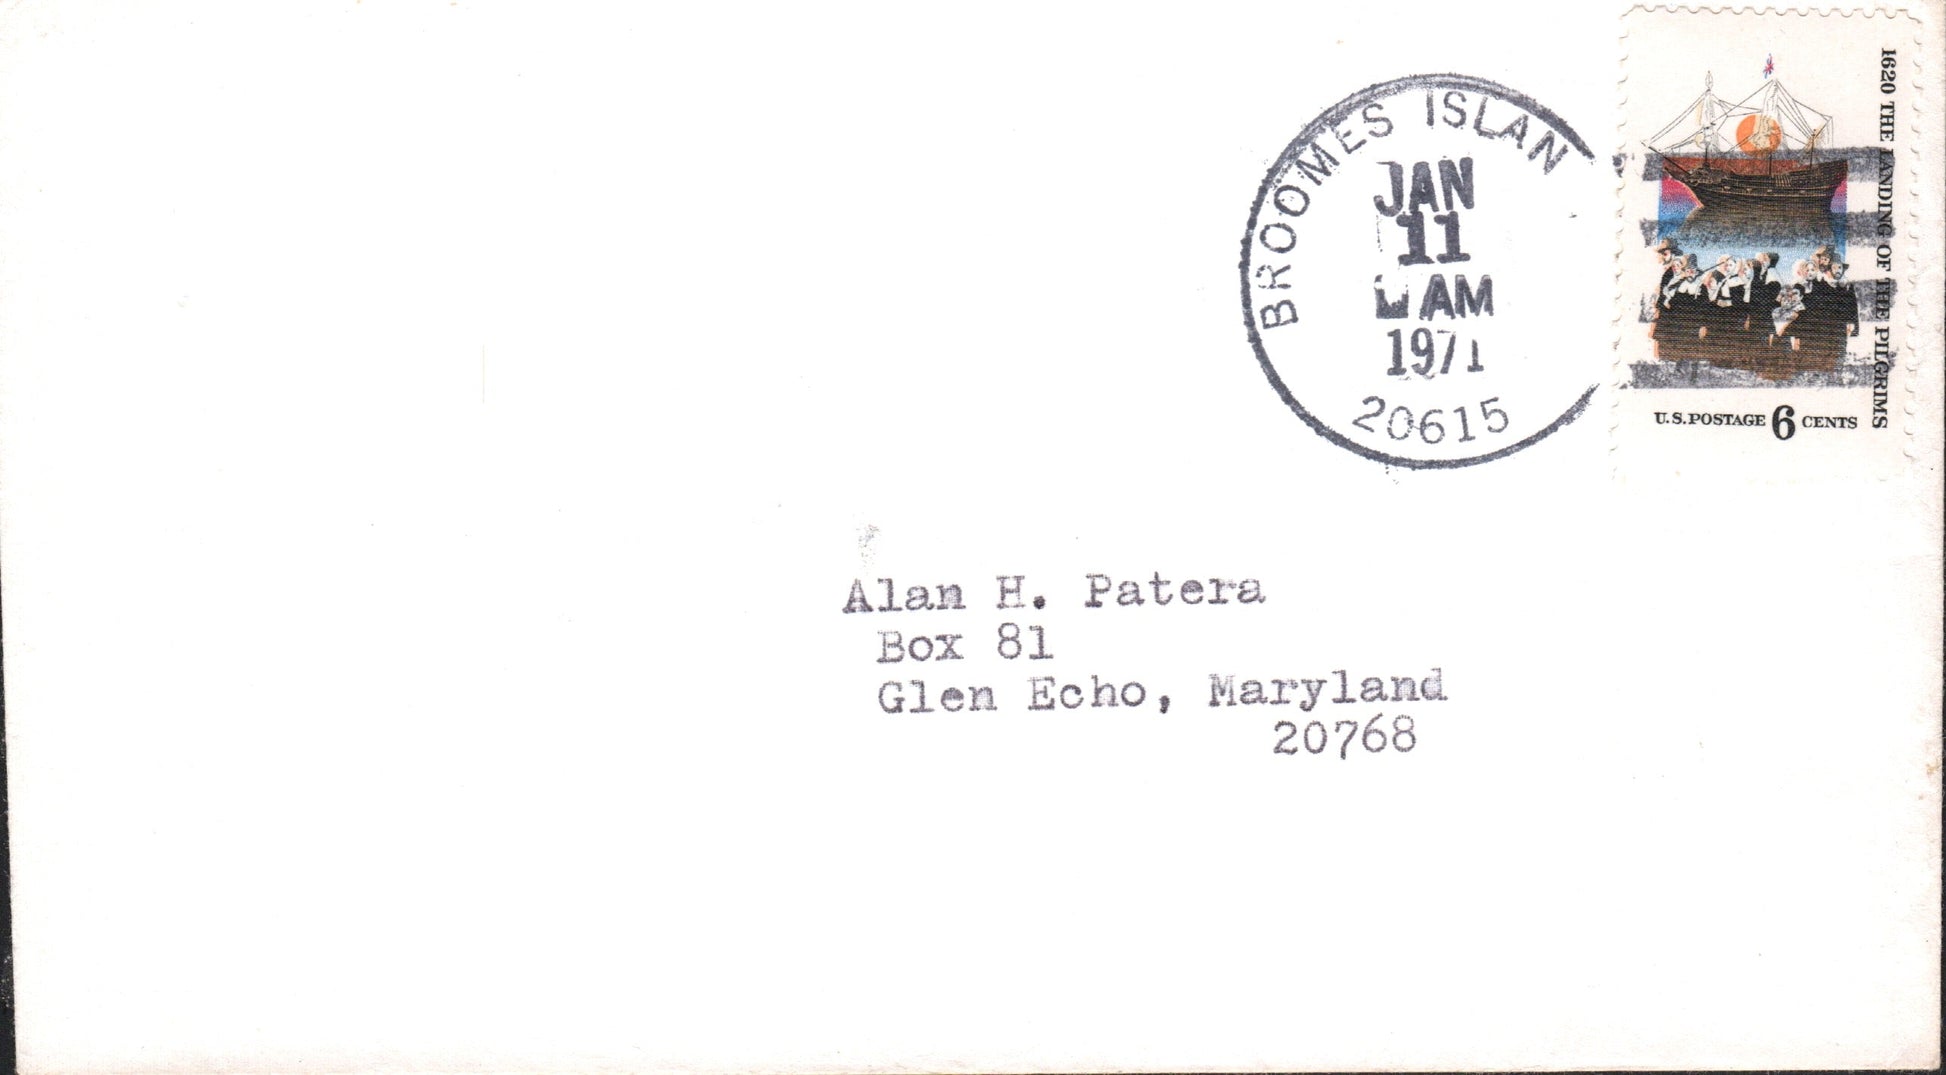 BROOMES ISLAN
JAN
11
AM
1971
20615
1620 THE LANDING OF THE PILGRIMS
U.S.POSTAGE 6 CENTS
Alan H. Patera
Box 81
Glen Echo, Maryland
20768